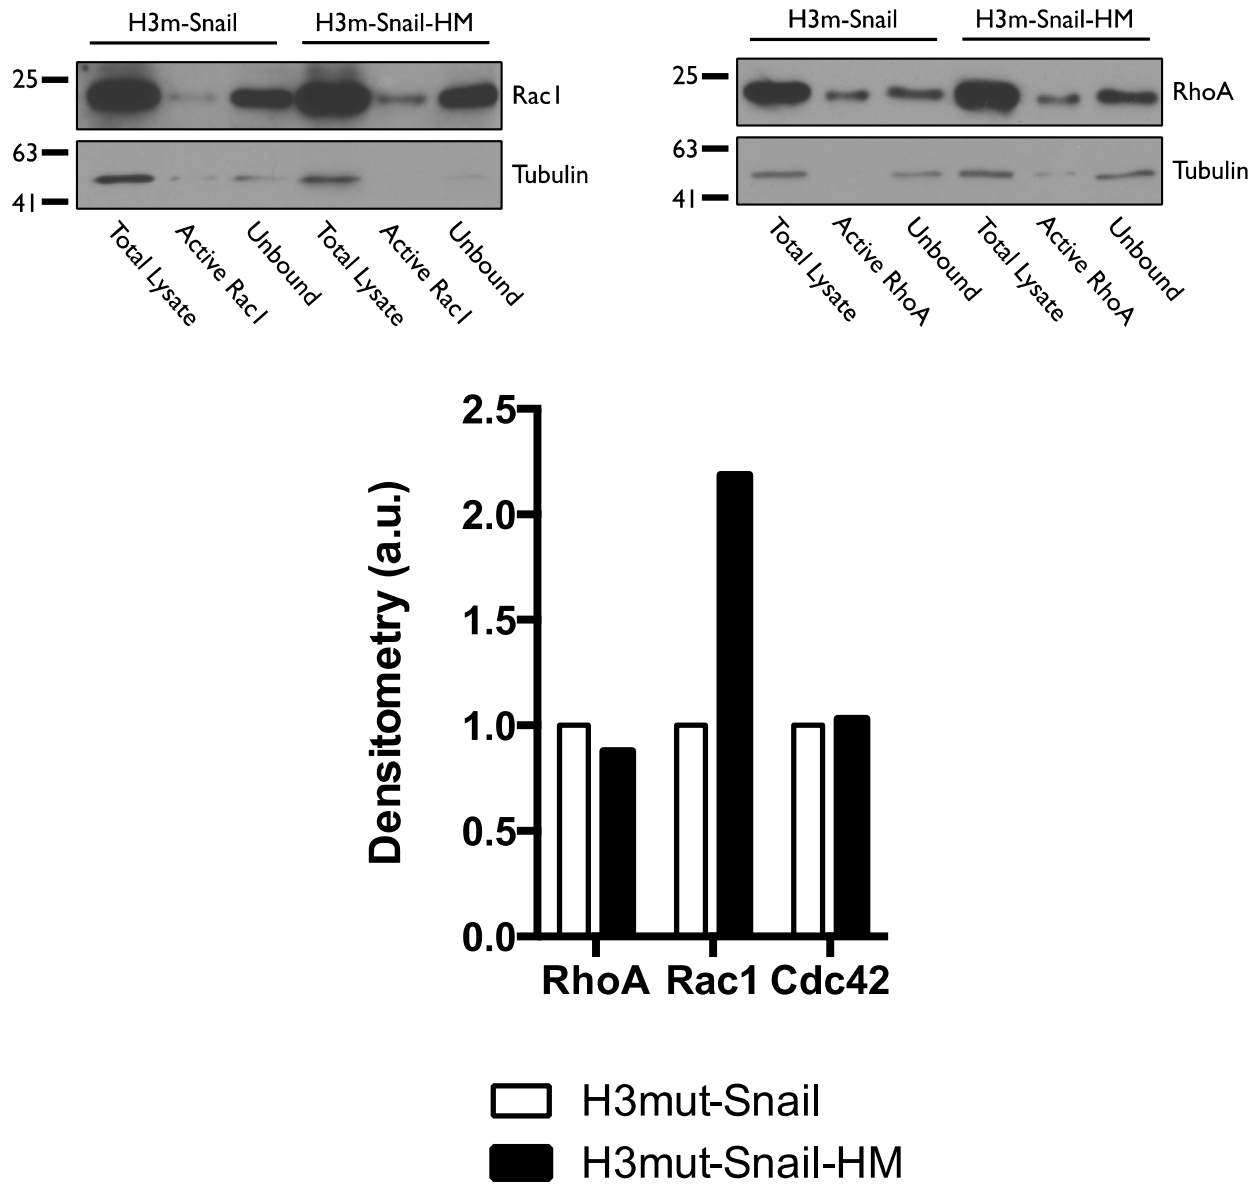 H3m-Snail H3m-Snail-HM
25
Rac1
63
Tubulin
41
Total Lysate
Active Rac1
Unbound
Total Lysate
Active Rac1
Unbound
H3m-Snail H3m-Snail-HM
25
RhoA
63
Tubulin
41
Total Lysate
Active RhoA
Unbound
Total Lysate
Active RhoA
Unbound
Densitometry (a.u.)
2.5
2.0
1.5
1.0
0.5
0.0
RhoA Rac1 Cdc42
H3mut-Snail
H3mut-Snail-HM